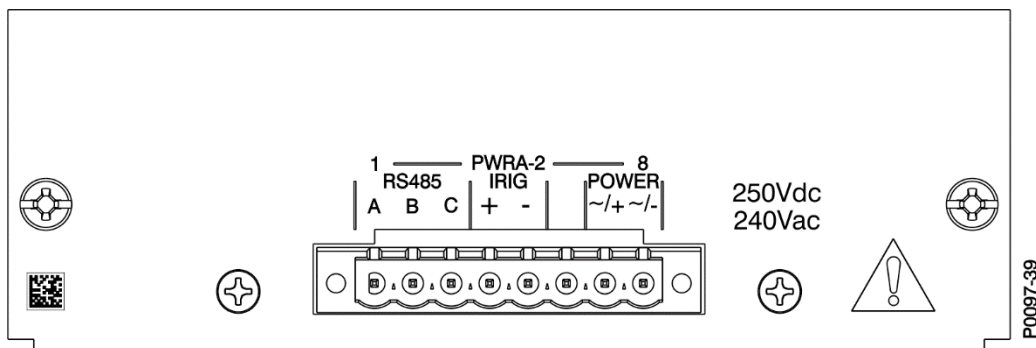 1 PWRA-2 8
RS485 IRIG POWER
A B C + - ~/+ ~/-
250Vdc
240Vac
P0097-39